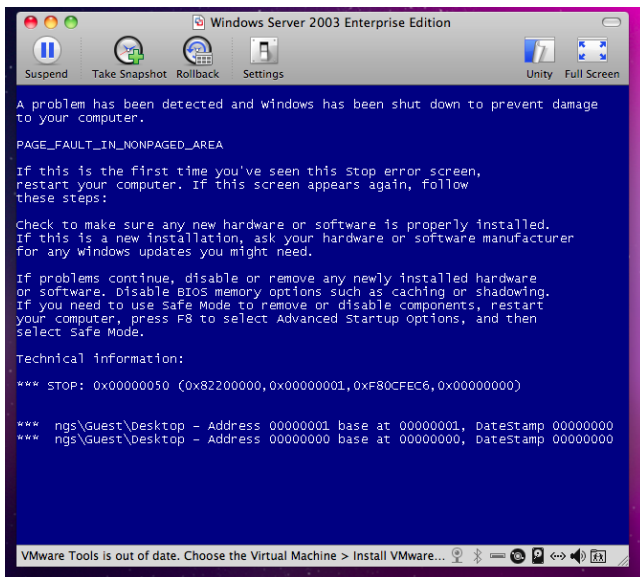 Windows Server 2003 Enterprise Edition
Suspend Take Snapshot Rollback Settings Unity Full Screen
A problem has been detected and Windows has been shut down to prevent damage
to your computer.
PAGE_FAULT_IN_NONPAGED_AREA
If this is the first time you've seen this Stop error screen,
restart your computer. If this screen appears again, follow
these steps:
Check to make sure any new hardware or software is properly installed.
If this is a new installation, ask your hardware or software manufacturer
for any Windows updates you might need.
If problems continue, disable or remove any newly installed hardware
or software. Disable BIOS memory options such as caching or shadowing.
If you need to use Safe Mode to remove or disable components, restart
your computer, press F8 to select Advanced Startup Options, and then
select Safe Mode.
Technical information:
*** STOP: 0x00000050 (0x82200000,0x00000001,0xF80CFEC6,0x00000000)
*** ngs\Guest\Desktop - Address 00000001 base at 00000001, DateStamp 00000000
*** ngs\Guest\Desktop - Address 00000000 base at 00000000, DateStamp 00000000
VMware Tools is out of date. Choose the Virtual Machine > Install VMware...